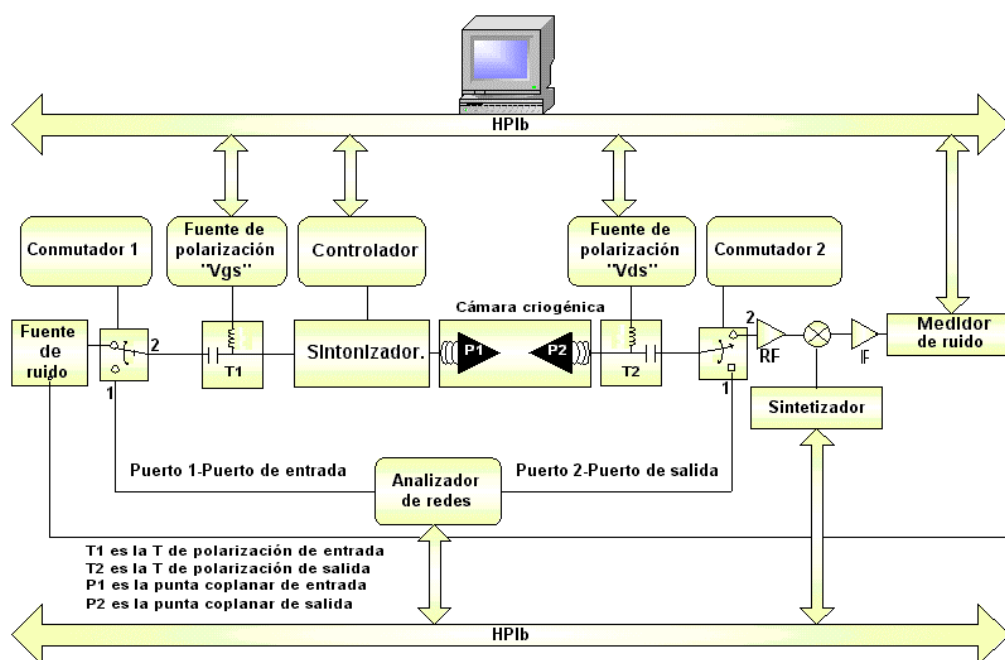 HPIb
Conmutador 1
Fuente de
polarización
"Vgs"
Controlador
Fuente de
polarización
"Vds"
Conmutador 2
Cámara criogénica
Fuente
de
ruido
2
1
T1
Sintonizador.
P1
P2
T2
2
1
RF
IF
Medidor
de ruido
Sintetizador
Puerto 1-Puerto de entrada
Analizador
de redes
Puerto 2-Puerto de salida
T1 es la T de polarización de entrada
T2 es la T de polarización de salida
P1 es la punta coplanar de entrada
P2 es la punta coplanar de salida
HPIb